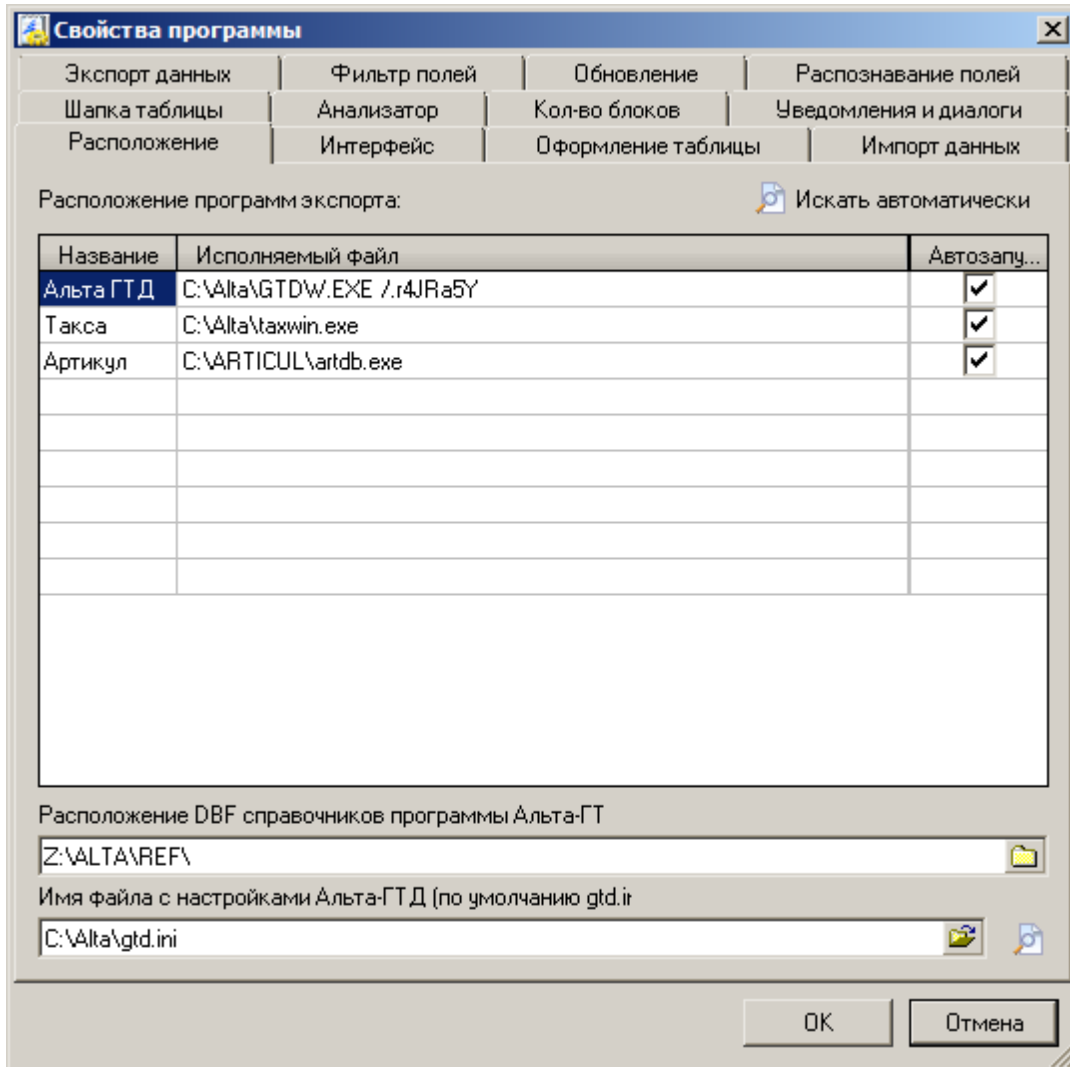 Свойства программы
Экспорт данных Фильтр полей Обновление Распознавание полей
Шапка таблицы Анализатор Кол-во блоков Уведомления и диалоги
Расположение Интерфейс Оформление таблицы Импорт данных
Расположение программ экспорта: Искать автоматически
Название Исполняемый файл Автозапу...
Альта ГТД C:\Alta\GTDW.EXE /.r4JRa5Y
Такса C:\Alta\taxwin.exe
Артикул C:\ARTICUL\artdb.exe
Расположение DBF справочников программы Альта-ГТ
Z:\ALTA\REF\
Имя файла с настройками Альта-ГТД (по умолчанию gtd.ir
C:\Alta\gtd.ini
OK Отмена